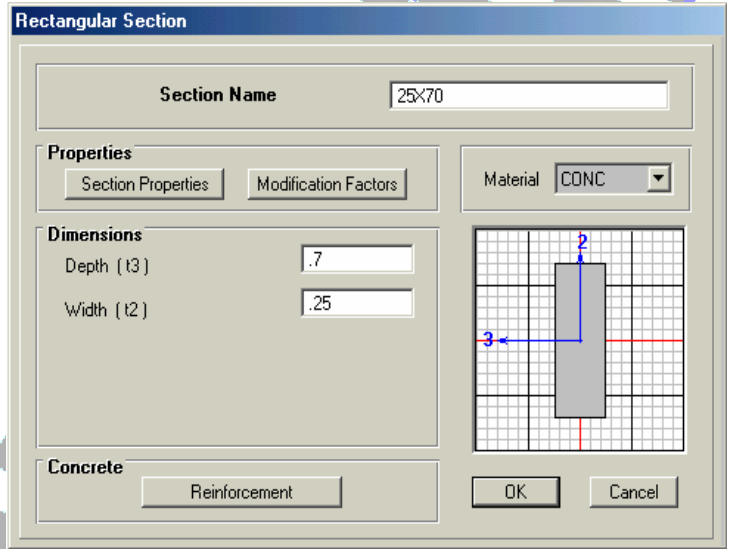 Rectangular Section
Section Name 25X70
Properties
Section Properties Modification Factors
Material CONC
Dimensions
Depth ( t3 ) .7
Width ( t2 ) .25
2
3
Concrete
Reinforcement
OK Cancel